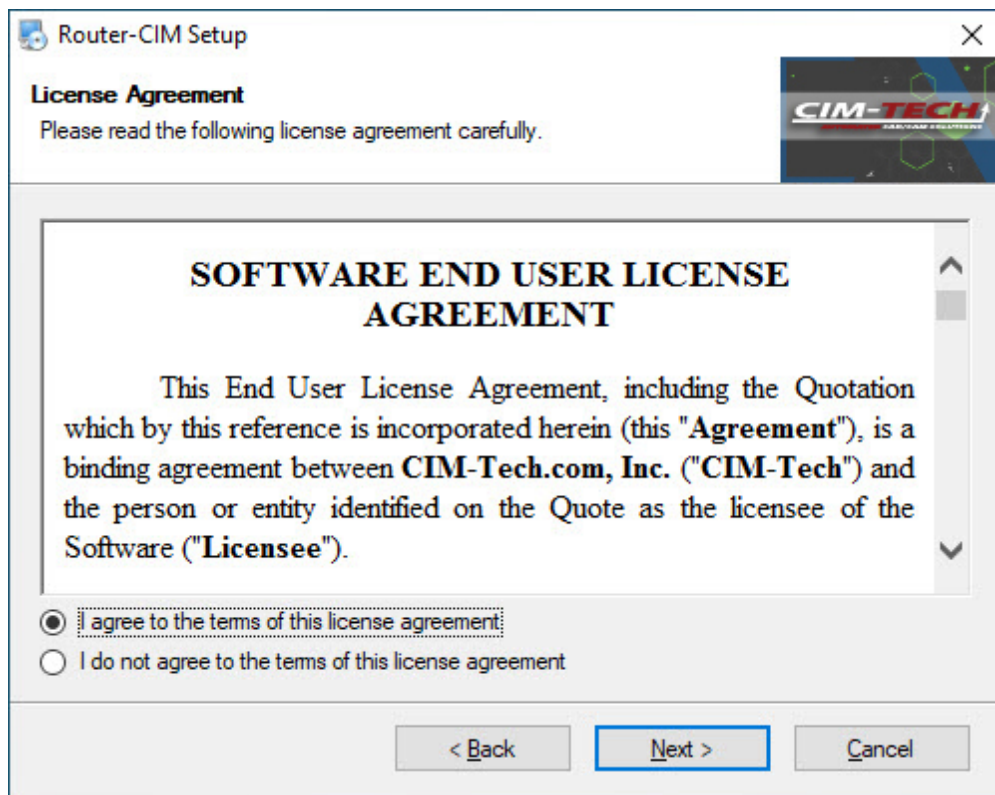 Router-CIM Setup
License Agreement
Please read the following license agreement carefully.
CIM-TECH
CAD/CAM SOLUTIONS
SOFTWARE END USER LICENSE
AGREEMENT
This End User License Agreement, including the Quotation
which by this reference is incorporated herein (this "Agreement"), is a
binding agreement between CIM-Tech.com, Inc. ("CIM-Tech") and
the person or entity identified on the Quote as the licensee of the
Software ("Licensee").
I agree to the terms of this license agreement
I do not agree to the terms of this license agreement
< Back
Next >
Cancel